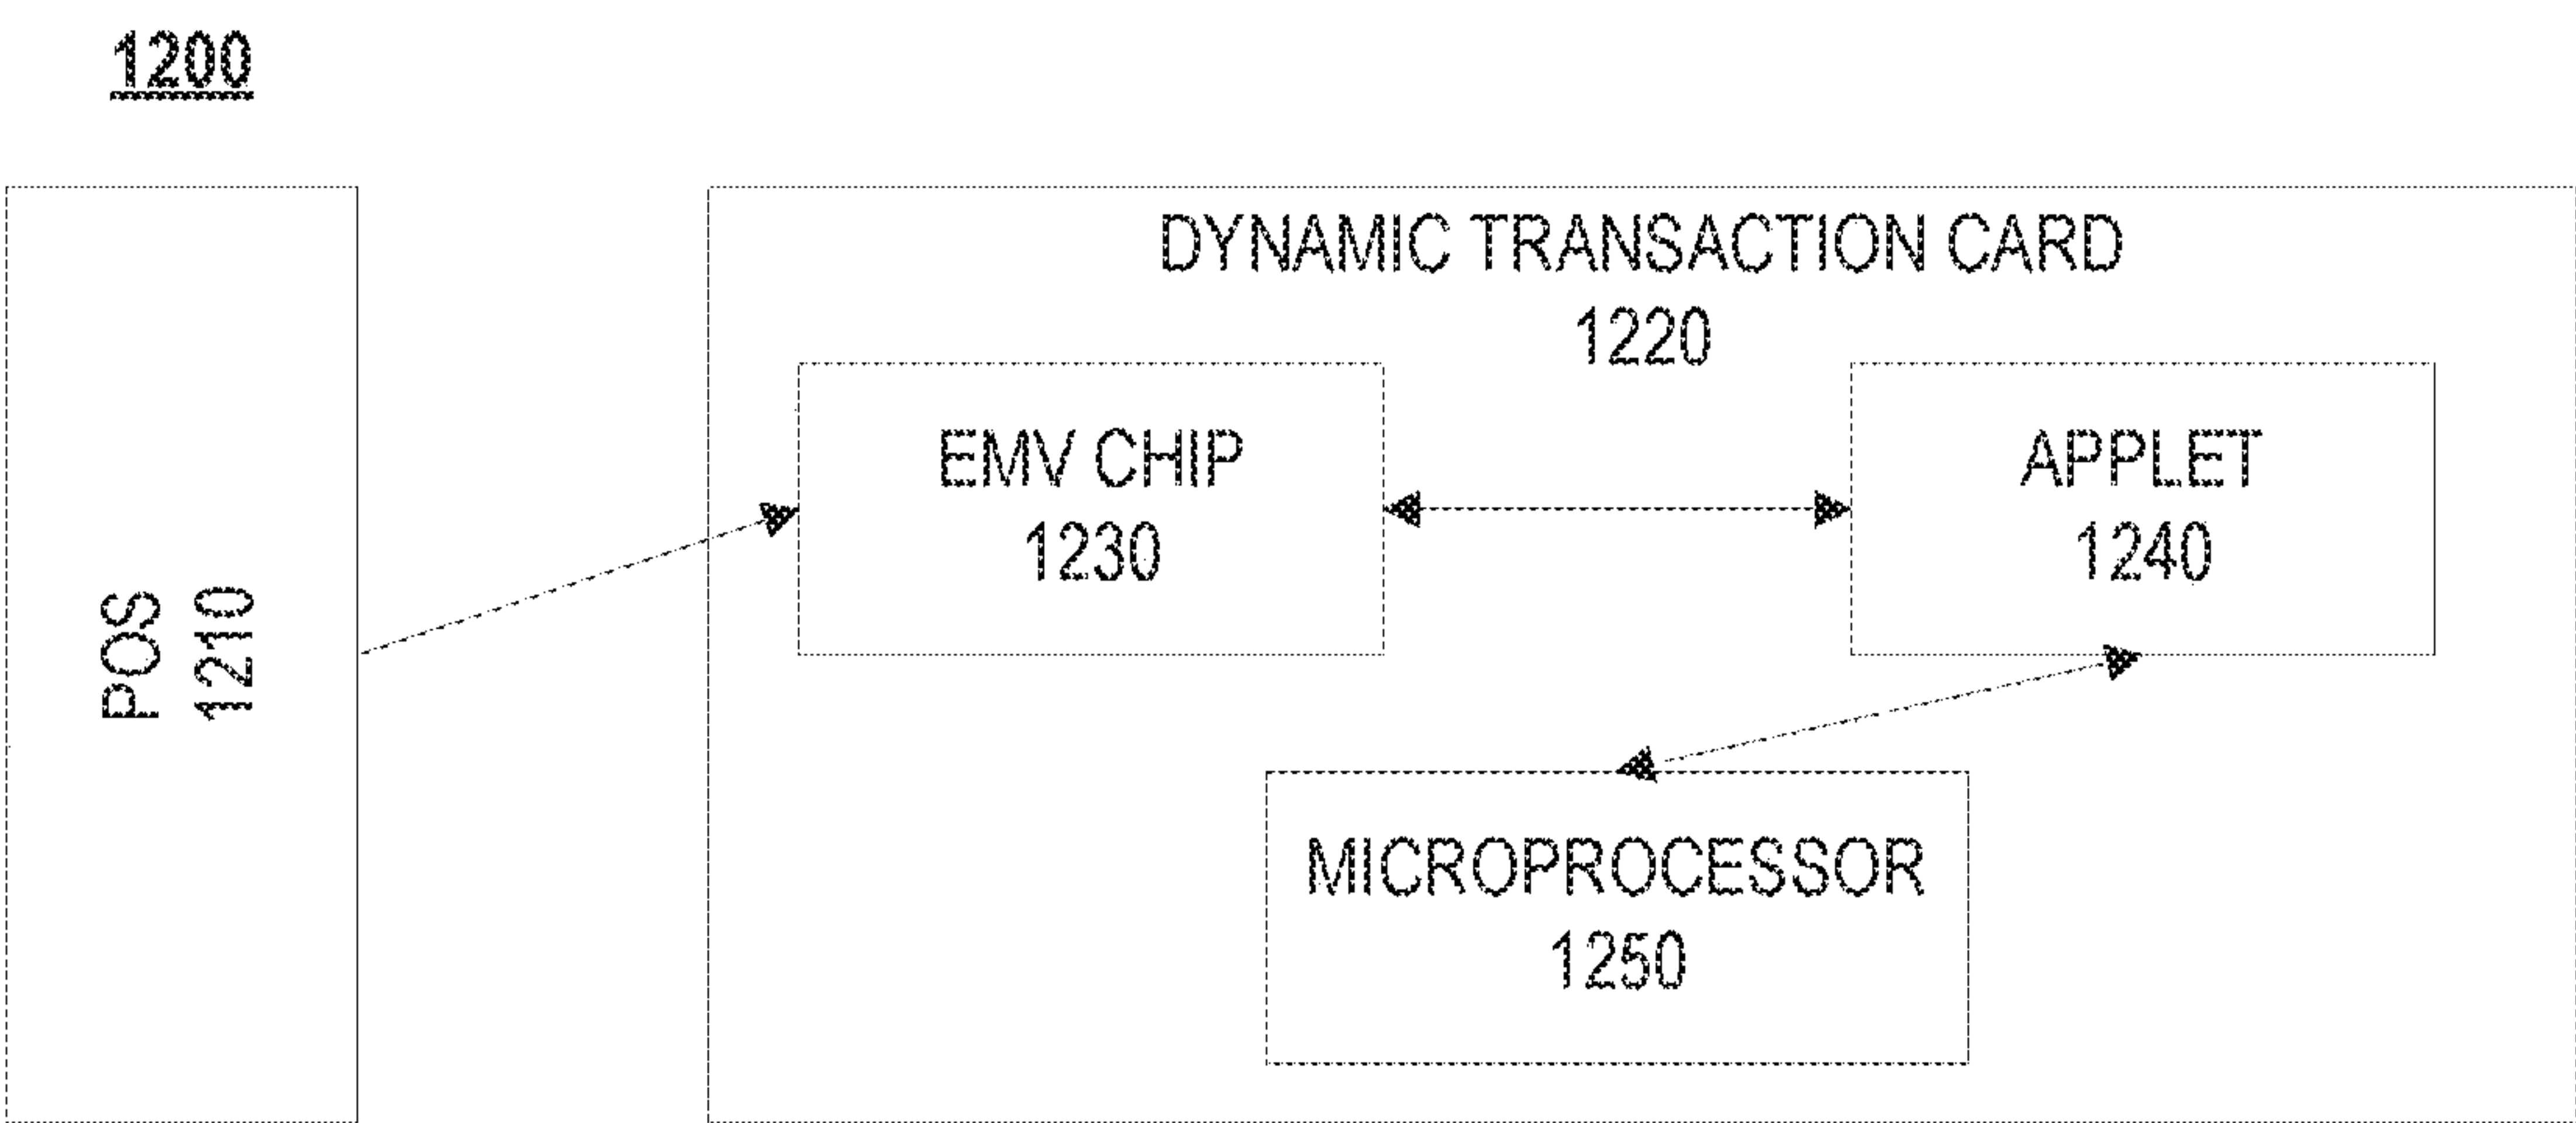 1200
POS
1210
DYNAMIC TRANSACTION CARD
1220
EMV CHIP
1230
APPLET
1240
MICROPROCESSOR
1250